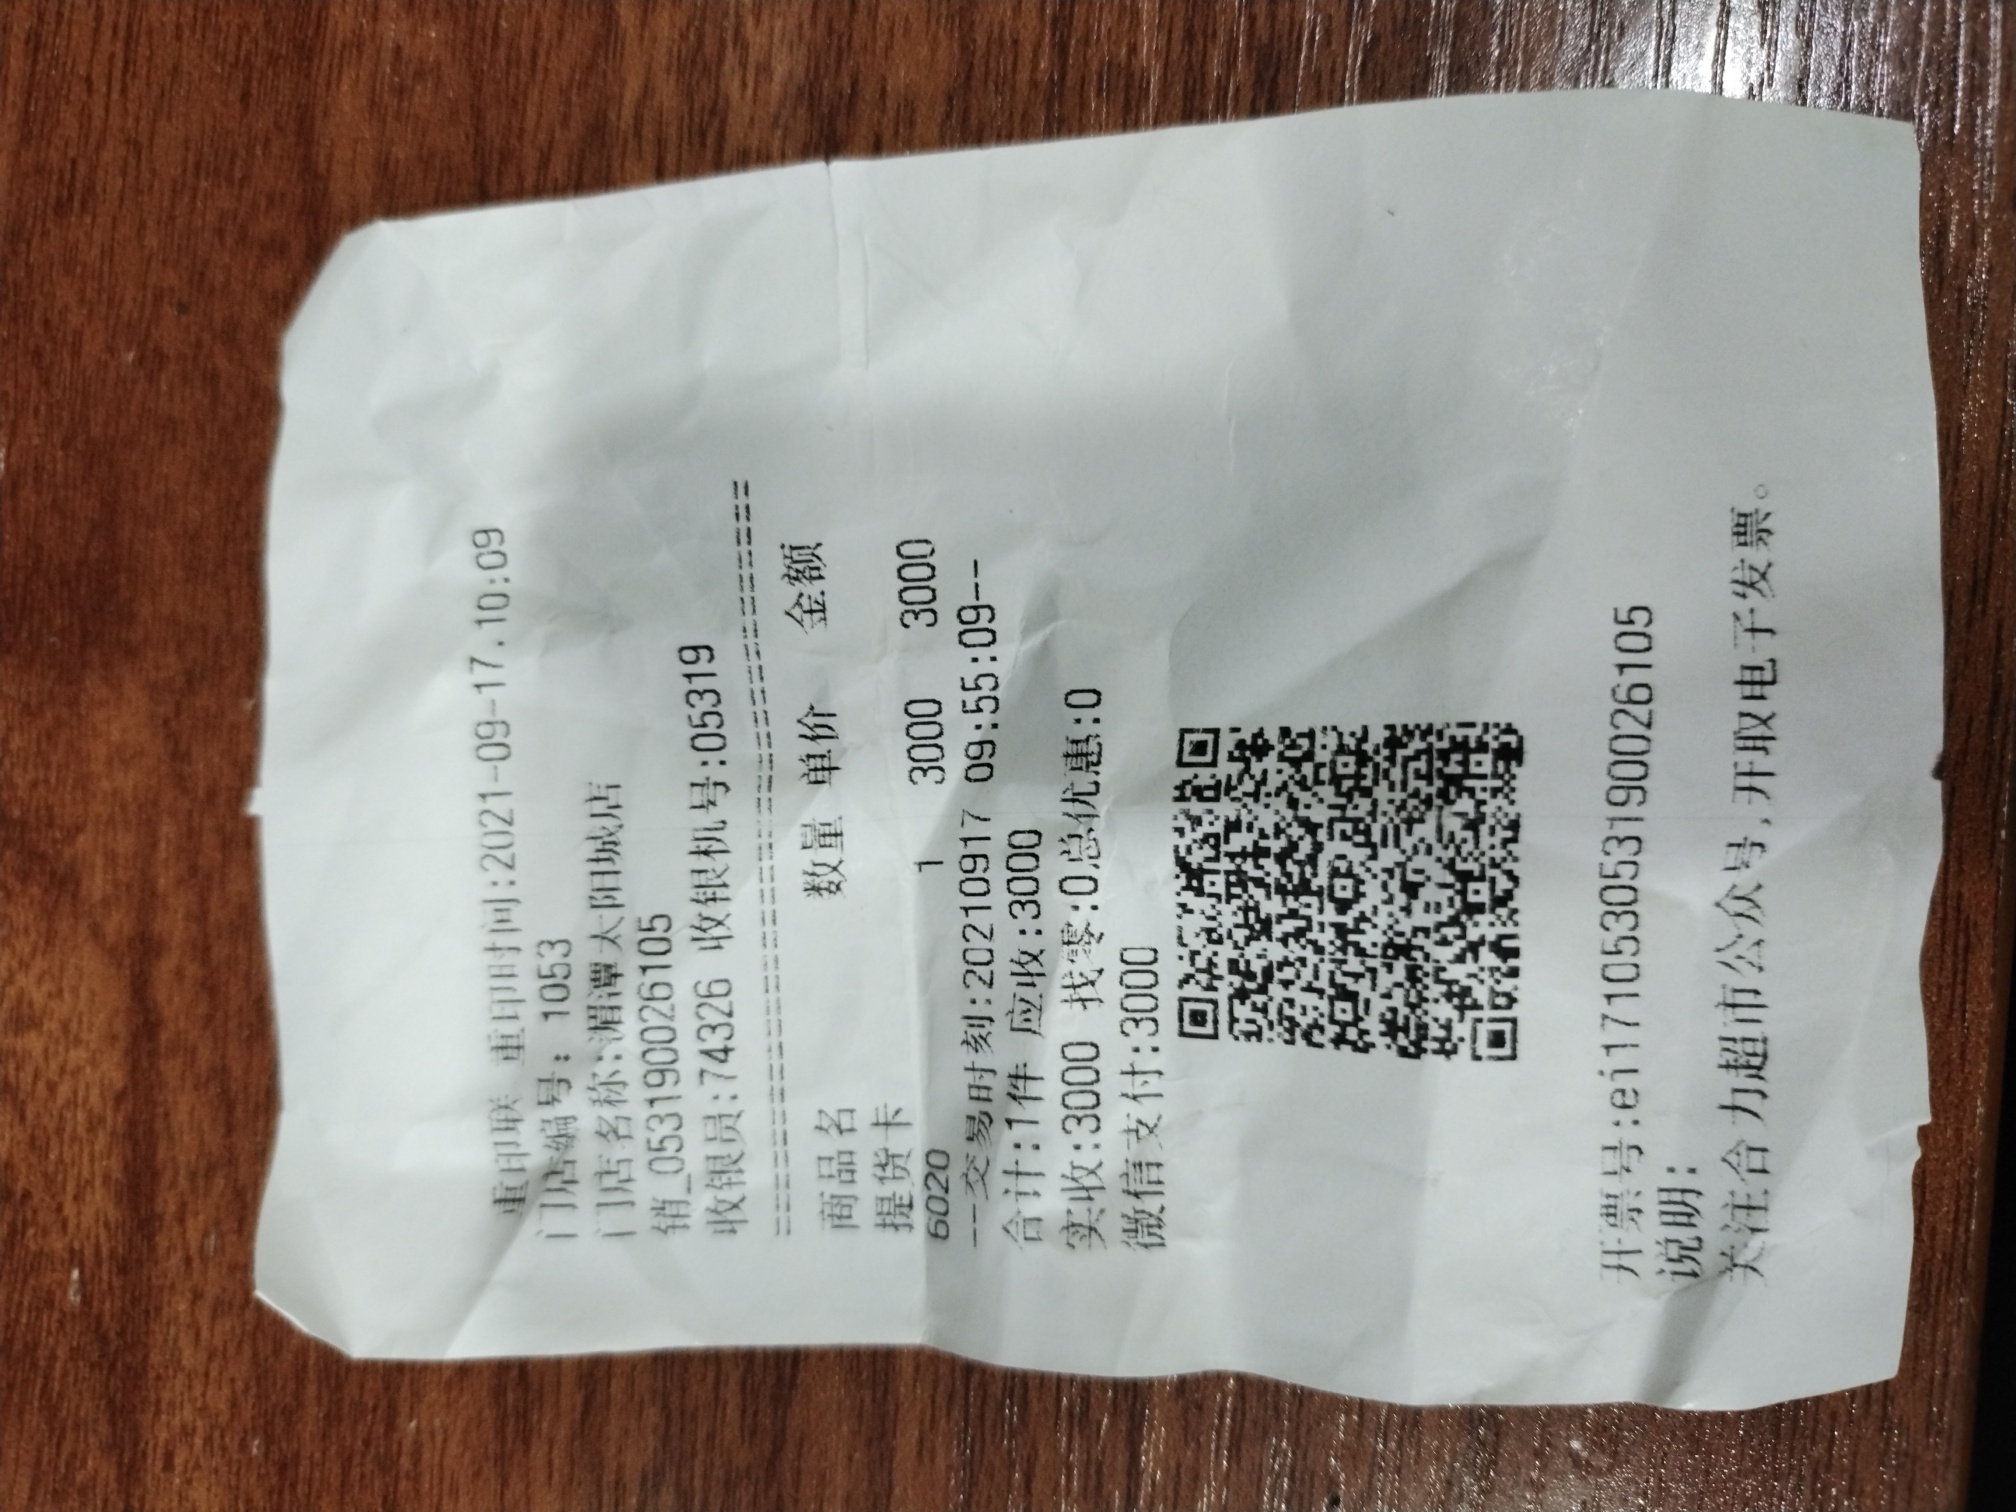 重印联 重印时间:2021-09-17.10:09
门店编号: 1053
门店名称:湄潭太阳城店
销_053190026105
收银员:74326 收银机号:05319
================================
商品名 数量 单价 金额
提货卡
6020 1 3000 3000
--交易时刻:20210917 09:55:09--
合计:1件 应收:3000
实收:3000 找零:0总优惠:0
微信支付:3000
开票号:ei171053053190026105
说明:
关注合力超市公众号,开取电子发票。